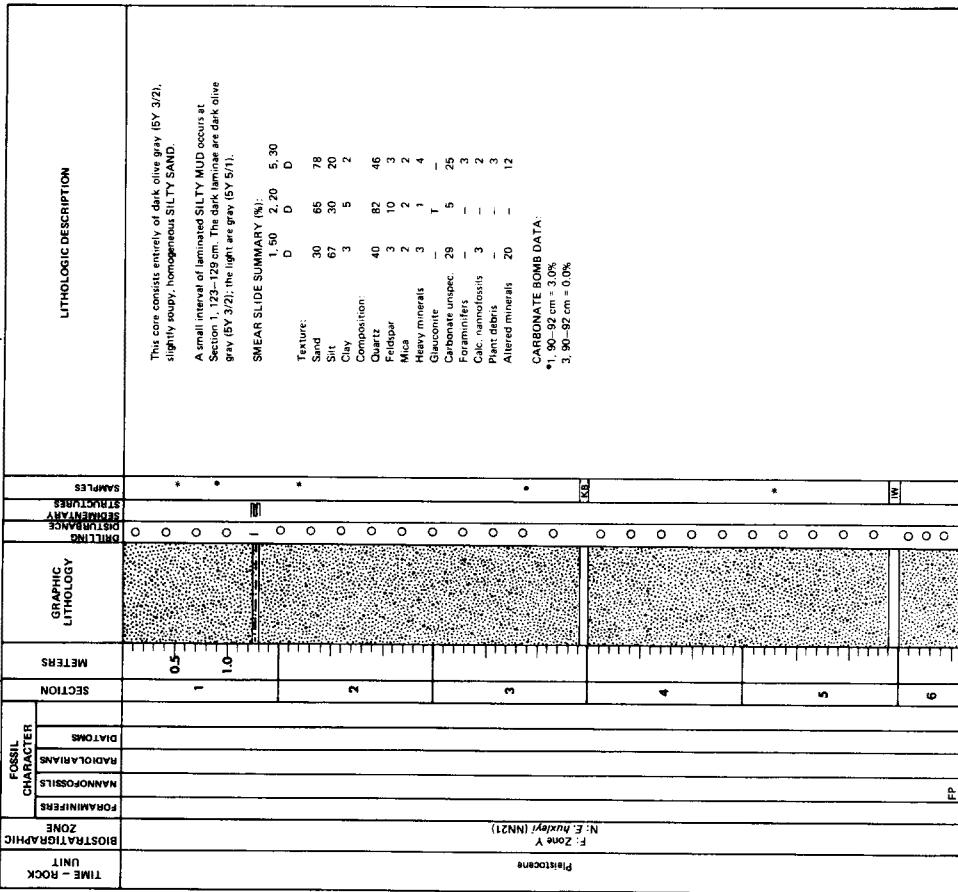 TIME – ROCK UNIT
BIOSTRATIGRAPHIC ZONE
FOSSIL CHARACTER
FORAMINIFERS
NANNOFOSSILS
RADIOLARIANS
DIATOMS
SECTION
METERS
GRAPHIC LITHOLOGY
DRILLING DISTURBANCE
SEDIMENTARY STRUCTURES
SAMPLES
LITHOLOGIC DESCRIPTION
Pleistocene
F: Zone Y
N: E. huxleyi (NN21)
FP
1
0.5
1.0
2
3
4
5
6
KB
IW
This core consists entirely of dark olive gray (5Y 3/2),
slightly soupy, homogeneous SILTY SAND.
A small interval of laminated SILTY MUD occurs at
Section 1, 123–129 cm. The dark laminae are dark olive
gray (5Y 3/2); the light are gray (5Y 5/1).
SMEAR SLIDE SUMMARY (%):
1, 50 2, 20 5, 30
D D D
Texture:
Sand 30 65 78
Silt 67 30 20
Clay 3 5 2
Composition:
Quartz 40 82 46
Feldspar 3 10 3
Mica 2 2 2
Heavy minerals 3 1 4
Glauconite – T –
Carbonate unspec. 29 5 25
Foraminifers – – 3
Calc. nannofossils 3 – 2
Plant debris – – 3
Altered minerals 20 – 12
CARBONATE BOMB DATA:
•1, 90–92 cm = 3.0%
3, 90–92 cm = 0.0%